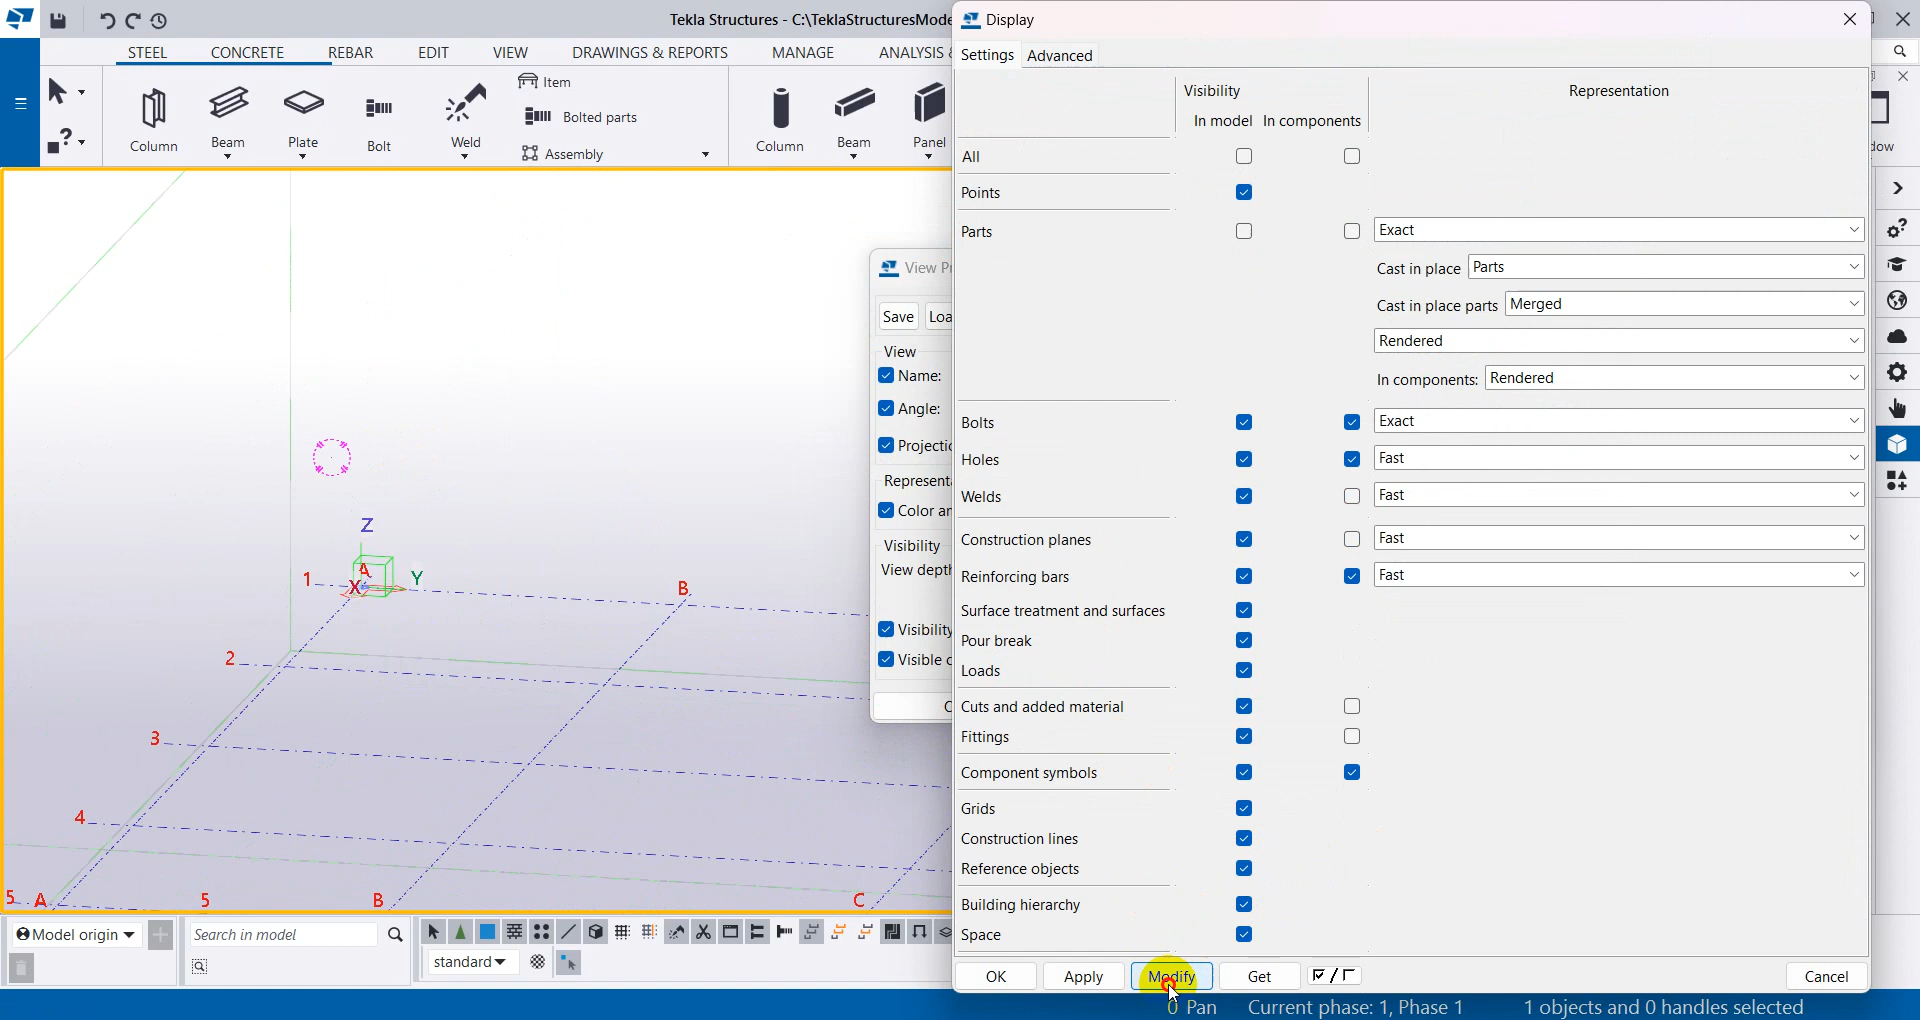 Tekla Structures - C:\TeklaStructuresMode
STEEL CONCRETE REBAR EDIT VIEW DRAWINGS & REPORTS MANAGE ANALYSIS &
Column Beam Plate Bolt Weld
Item
Bolted parts
Assembly
Column Beam Panel
dow
Z
A
X
Y
1
B
2
3
4
5
A
5
B
C
View Pr
Save Loa
View
Name:
Angle:
Projectio
Representa
Color an
Visibility
View dept
Visibility
Visible o
Display
Settings Advanced
Visibility Representation
In model In components
All
Points
Parts Exact
Cast in place Parts
Cast in place parts Merged
Rendered
In components: Rendered
Bolts Exact
Holes Fast
Welds Fast
Construction planes Fast
Reinforcing bars Fast
Surface treatment and surfaces
Pour break
Loads
Cuts and added material
Fittings
Component symbols
Grids
Construction lines
Reference objects
Building hierarchy
Space
OK Apply Modify Get Cancel
Model origin
Search in model
standard
0 Pan Current phase: 1, Phase 1 1 objects and 0 handles selected